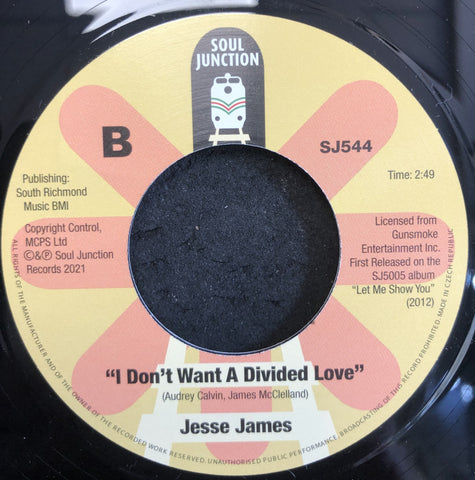 SOUL
JUNCTION
B
SJ544
Publishing:
South Richmond
Music BMI
Time: 2:49
Copyright Control,
MCPS Ltd
©&℗ Soul Junction
Records 2021
Licensed from
Gunsmoke
Entertainment Inc.
First Released on the
SJ5005 album
"Let Me Show You"
(2012)
"I Don't Want A Divided Love"
(Audrey Calvin, James McClelland)
Jesse James
ALL RIGHTS OF THE MANUFACTURER AND OF THE OWNER OF THE RECORDED WORK RESERVED. UNAUTHORISED PUBLIC PERFORMANCE, BROADCASTING OF THIS RECORD PROHIBITED. MADE IN CZECH REPUBLIC